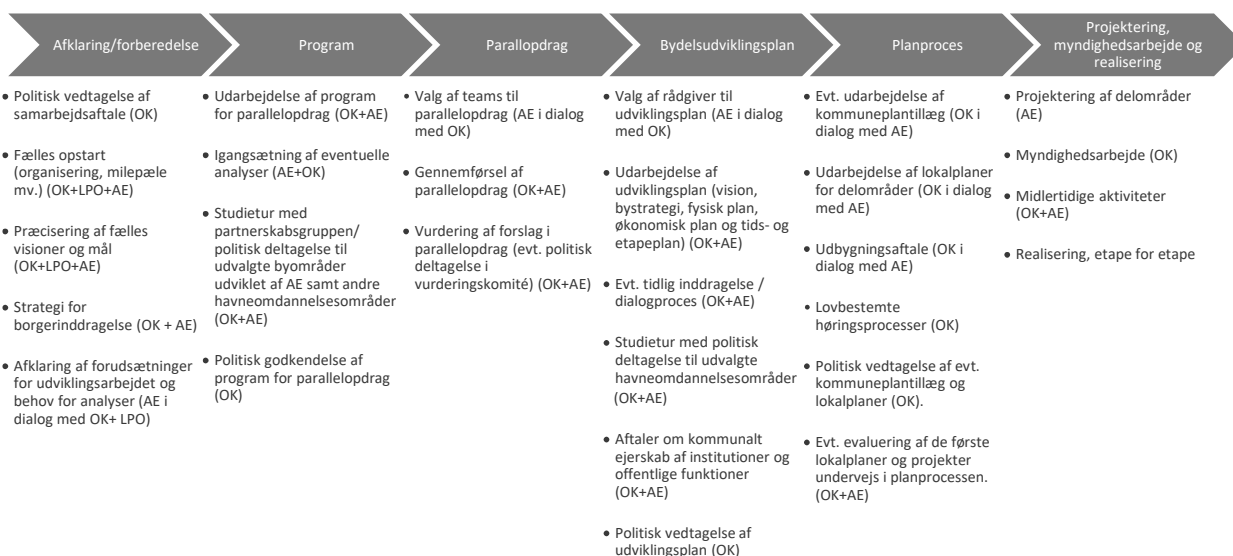 Afklaring/forberedelse
Program
Parallopdrag
Bydelsudviklingsplan
Planproces
Projektering,
myndighedsarbejde og
realisering
• Politisk vedtagelse af
samarbejdsaftale (OK)
• Fælles opstart
(organisering, milepæle
mv.) (OK+LPO+AE)
• Præcisering af fælles
visioner og mål
(OK+LPO+AE)
• Strategi for
borgerinddragelse (OK + AE)
• Afklaring af forudsætninger
for udviklingsarbejdet og
behov for analyser (AE i
dialog med OK+ LPO)
• Udarbejdelse af program
for parallelopdrag (OK+AE)
• Igangsætning af eventuelle
analyser (AE+OK)
• Studietur med
partnerskabsgruppen/
politisk deltagelse til
udvalgte byområder
udviklet af AE samt andre
havneomdannelsesområder
(OK+AE)
• Politisk godkendelse af
program for parallelopdrag
(OK)
• Valg af teams til
parallelopdrag (AE i dialog
med OK)
• Gennemførsel af
parallelopdrag (OK+AE)
• Vurdering af forslag i
parallelopdrag (evt. politisk
deltagelse i
vurderingskomité) (OK+AE)
• Valg af rådgiver til
udviklingsplan (AE i dialog
med OK)
• Udarbejdelse af
udviklingsplan (vision,
bystrategi, fysisk plan,
økonomisk plan og tids- og
etapeplan) (OK+AE)
• Evt. tidlig inddragelse /
dialogproces (OK+AE)
• Studietur med politisk
deltagelse til udvalgte
havneomdannelsesområder
(OK+AE)
• Aftaler om kommunalt
ejerskab af institutioner og
offentlige funktioner
(OK+AE)
• Politisk vedtagelse af
udviklingsplan (OK)
• Evt. udarbejdelse af
kommuneplantillæg (OK i
dialog med AE)
• Udarbejdelse af lokalplaner
for delområder (OK i dialog
med AE)
• Udbygningsaftale (OK i
dialog med AE)
• Lovbestemte
høringsprocesser (OK)
• Politisk vedtagelse af evt.
kommuneplantillæg og
lokalplaner (OK).
• Evt. evaluering af de første
lokalplaner og projekter
undervejs i planprocessen.
(OK+AE)
• Projektering af delområder
(AE)
• Myndighedsarbejde (OK)
• Midlertidige aktiviteter
(OK+AE)
• Realisering, etape for etape